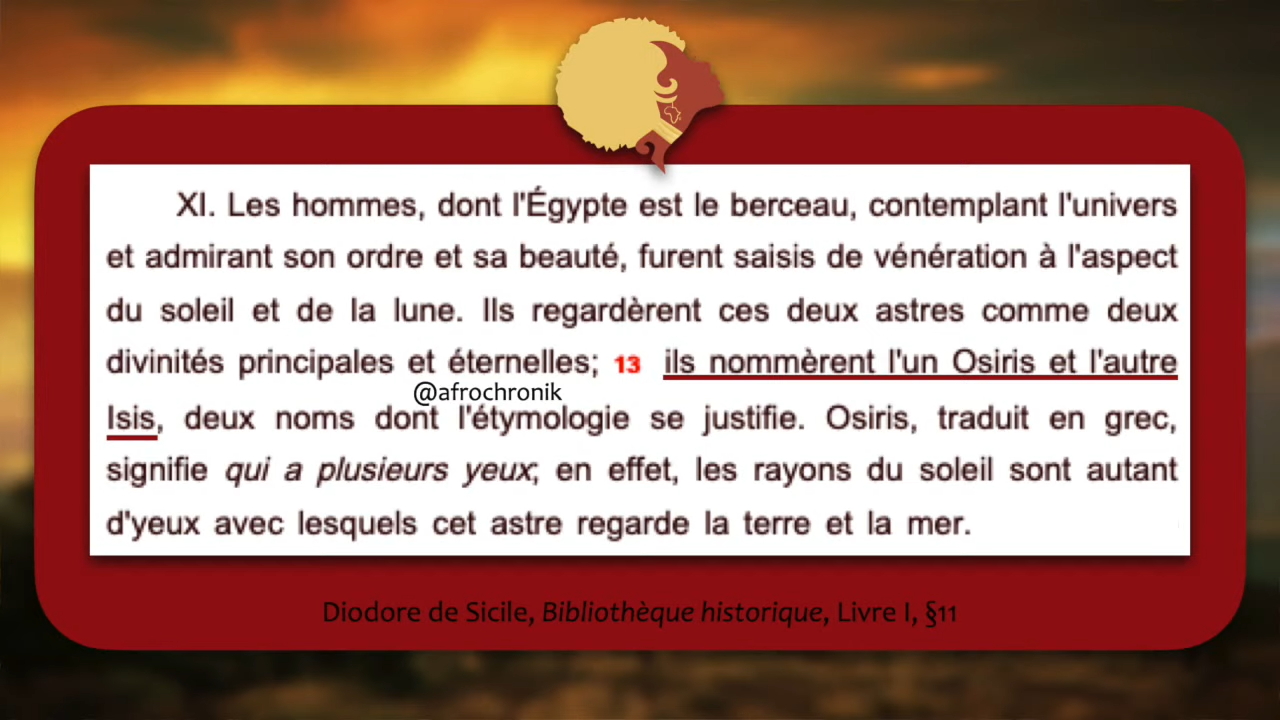 XI. Les hommes, dont l'Égypte est le berceau, contemplant l'univers
et admirant son ordre et sa beauté, furent saisis de vénération à l'aspect
du soleil et de la lune. Ils regardèrent ces deux astres comme deux
divinités principales et éternelles; 13 ils nommèrent l'un Osiris et l'autre
@afrochronik
Isis, deux noms dont l'étymologie se justifie. Osiris, traduit en grec,
signifie qui a plusieurs yeux; en effet, les rayons du soleil sont autant
d'yeux avec lesquels cet astre regarde la terre et la mer.
Diodore de Sicile, Bibliothèque historique, Livre I, §11